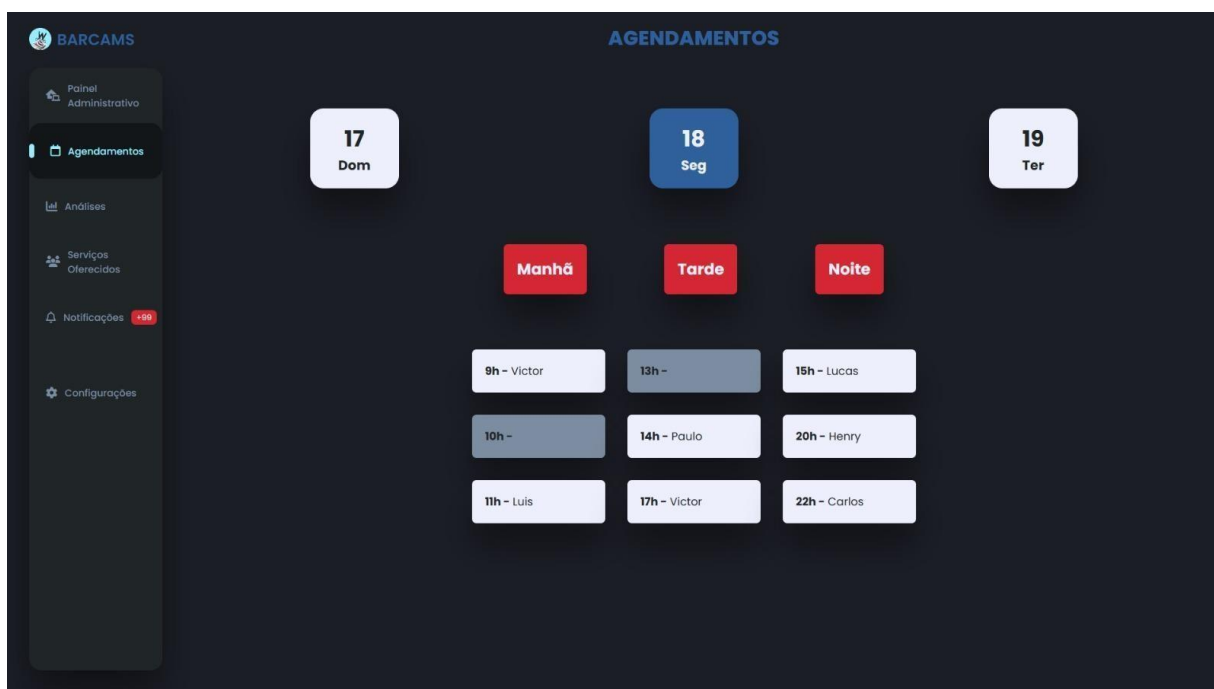 BARCAMS
AGENDAMENTOS
Painel
Administrativo
Agendamentos
Análises
Serviços
Oferecidos
Notificações +99
Configurações
17
Dom
18
Seg
19
Ter
Manhã
Tarde
Noite
9h - Victor
13h -
15h - Lucas
10h -
14h - Paulo
20h - Henry
11h - Luis
17h - Victor
22h - Carlos